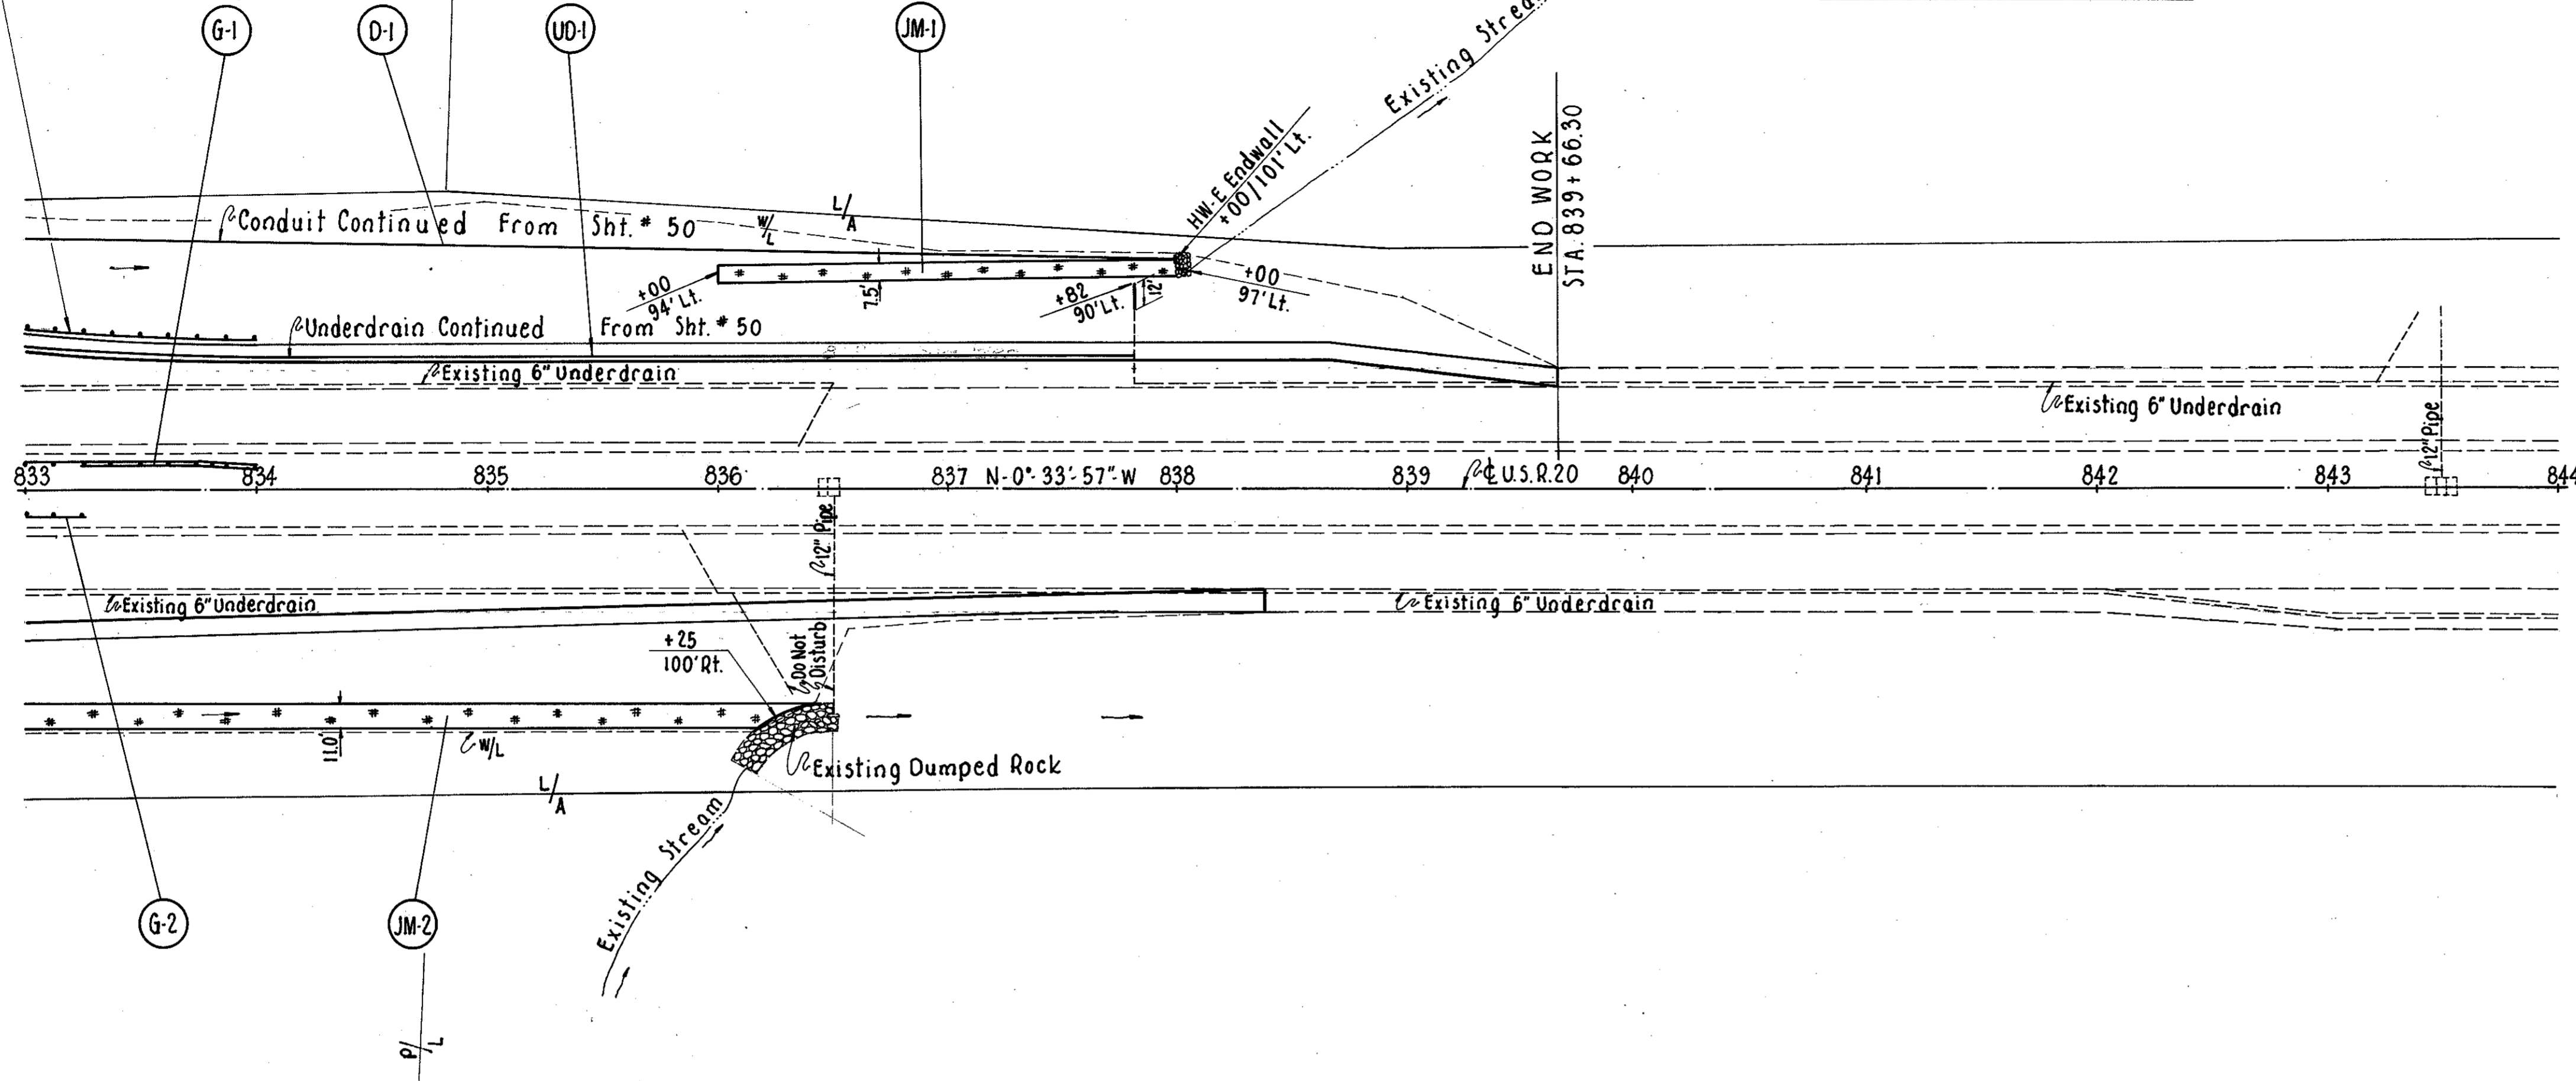 G-1
D-1
UD-1
JM-1
Existing Strea
HW-E Endwall
+00/101' Lt.
END WORK
STA. 839+66.30
Conduit Continued From Sht. # 50
W/L
L/A
+00
94' Lt.
7.5'
+82
90' Lt.
12'
+00
97' Lt.
Underdrain Continued From Sht. # 50
Existing 6" Underdrain
Existing 6" Underdrain
12" Pipe
833 834 835 836 837 N-0°-33'-57"-W 838 839 ℄ U.S.R.20 840 841 842 843 844
12" Pipe
Existing 6" Underdrain
Existing 6" Underdrain
Do Not
Disturb
+25
100' Rt.
11.0'
W/L
Existing Dumped Rock
L/A
Existing Stream
G-2
JM-2
P/L